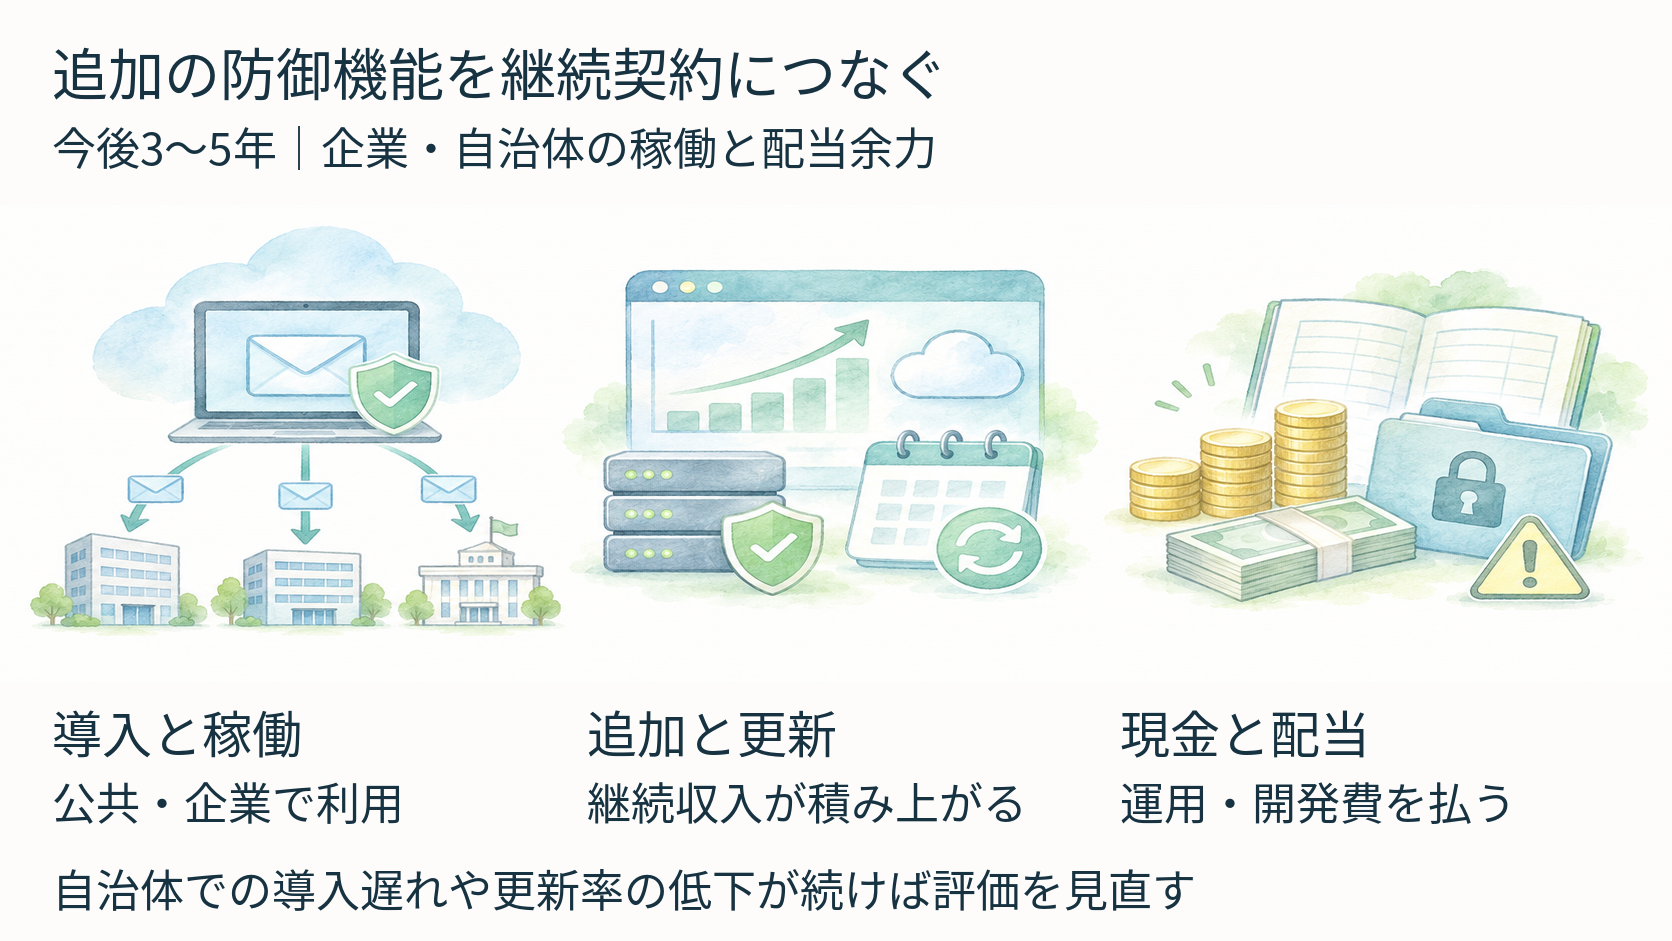 追加の防御機能を継続契約につなぐ
今後3〜5年｜企業・自治体の稼働と配当余力
導入と稼働
公共・企業で利用
追加と更新
継続収入が積み上がる
現金と配当
運用・開発費を払う
自治体での導入遅れや更新率の低下が続けば評価を見直す